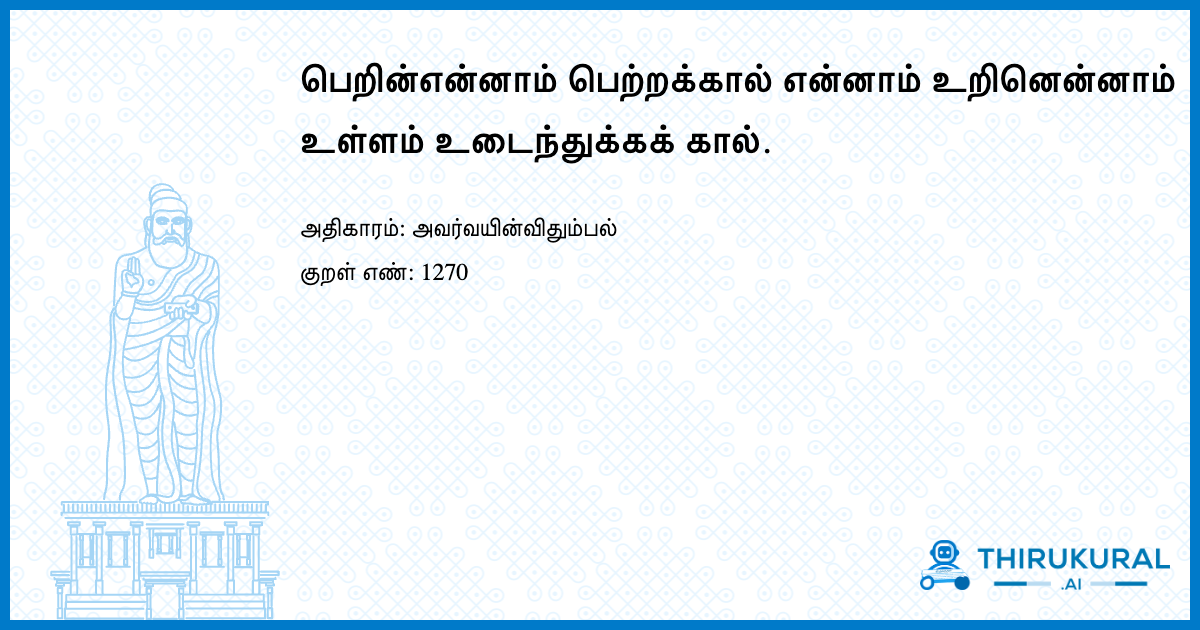 பெறின்என்னாம் பெற்றக்கால் என்னாம் உறினென்னாம்
உள்ளம் உடைந்துக்கக் கால்.
அதிகாரம்: அவர்வயின்விதும்பல்
குறள் எண்: 1270
THIRUKURAL
.AI